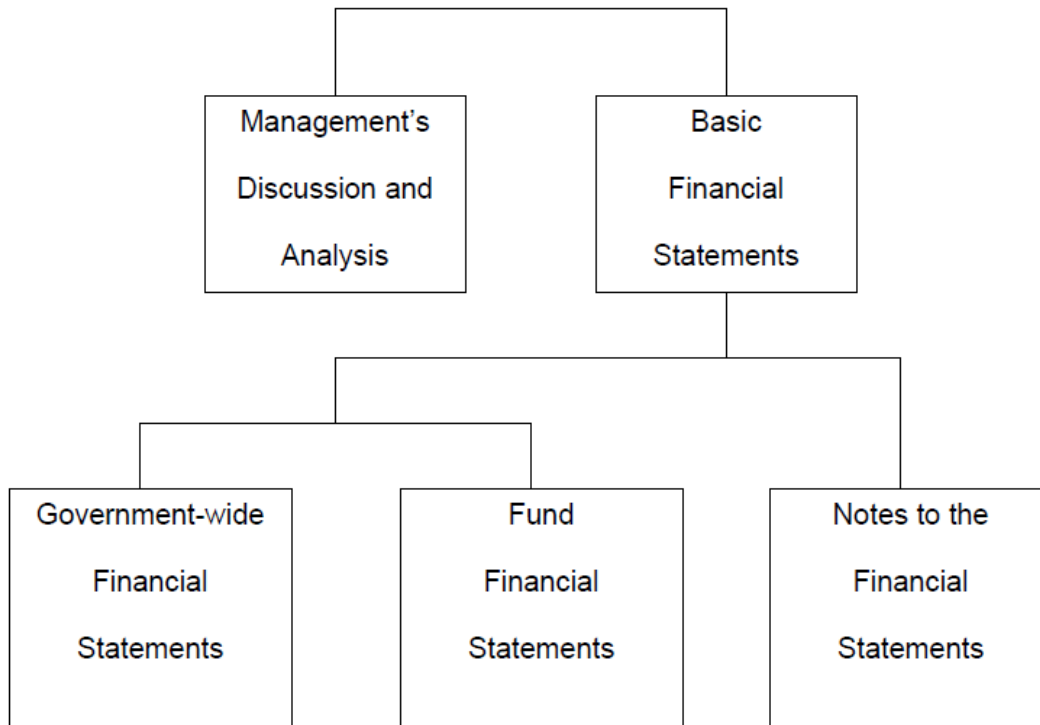 Management’s
Discussion and
Analysis
Basic
Financial
Statements
Government-wide
Financial
Statements
Fund
Financial
Statements
Notes to the
Financial
Statements